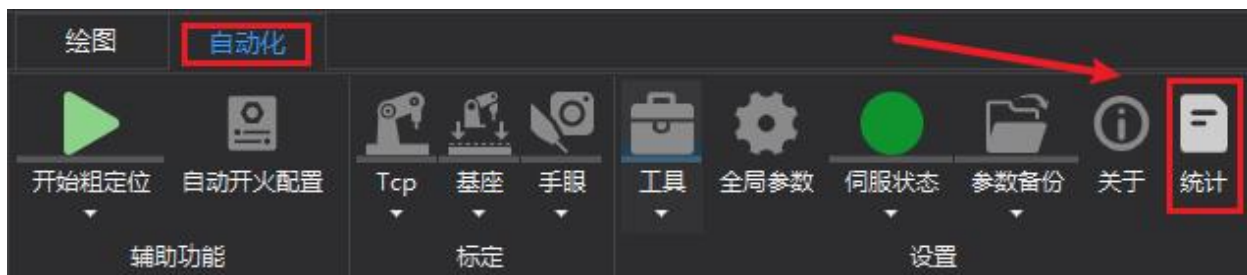 绘图 自动化
开始粗定位 自动开火配置 Tcp 基座 手眼 工具 全局参数 伺服状态 参数备份 关于 统计
辅助功能 标定 设置